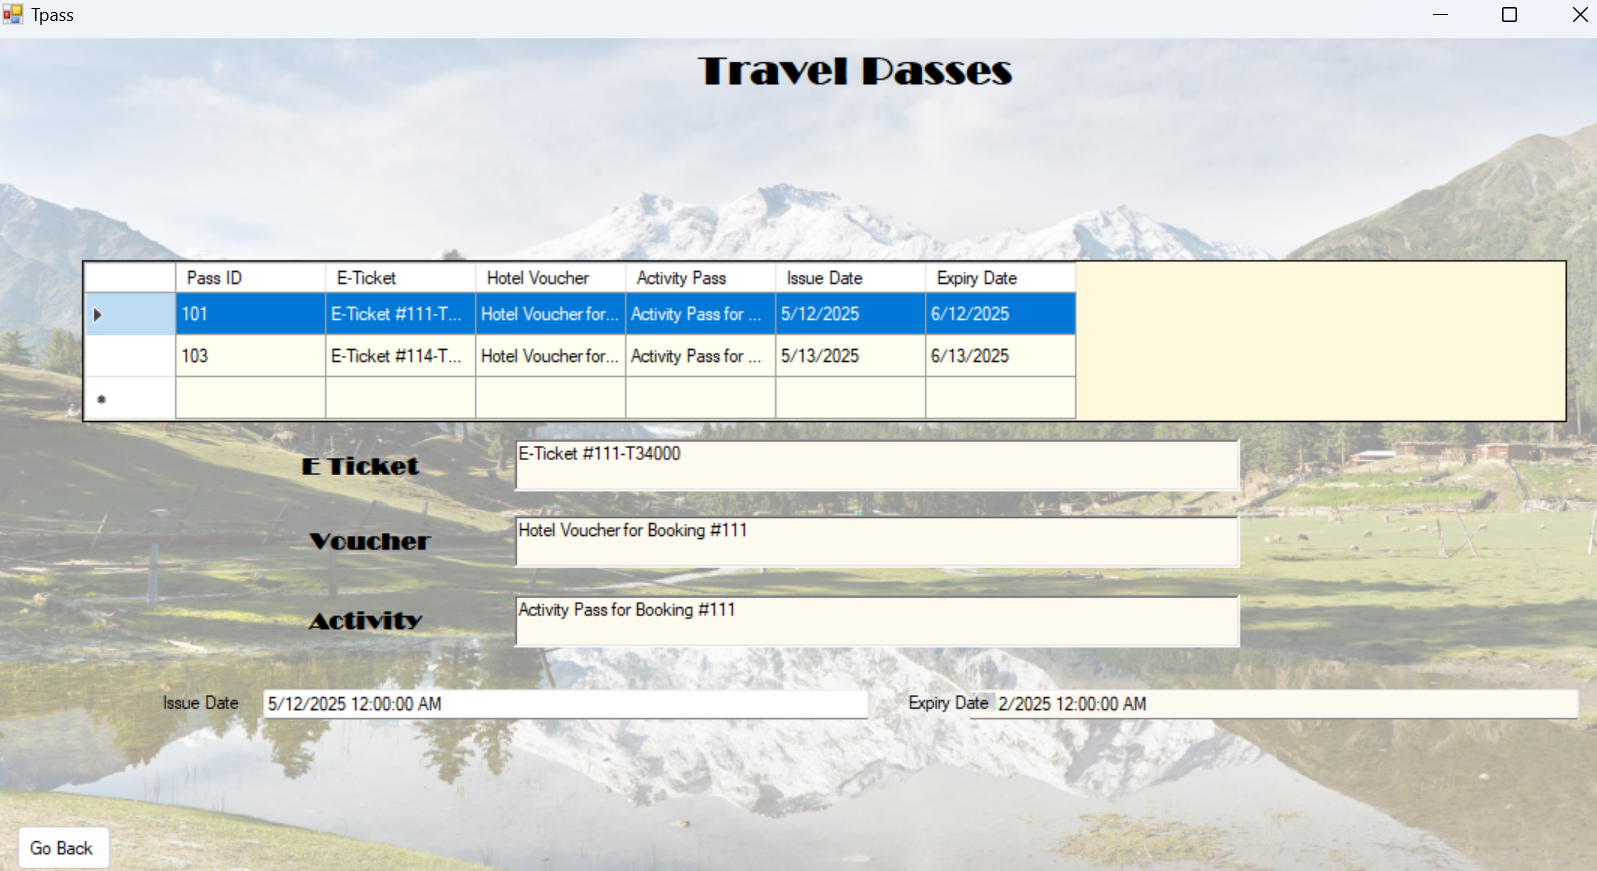 Tpass
Travel Passes
Pass ID E-Ticket Hotel Voucher Activity Pass Issue Date Expiry Date
101 E-Ticket #111-T... Hotel Voucher for... Activity Pass for ... 5/12/2025 6/12/2025
103 E-Ticket #114-T... Hotel Voucher for... Activity Pass for ... 5/13/2025 6/13/2025
E Ticket E-Ticket #111-T34000
Voucher Hotel Voucher for Booking #111
Activity Activity Pass for Booking #111
Issue Date 5/12/2025 12:00:00 AM Expiry Date 2/2025 12:00:00 AM
Go Back